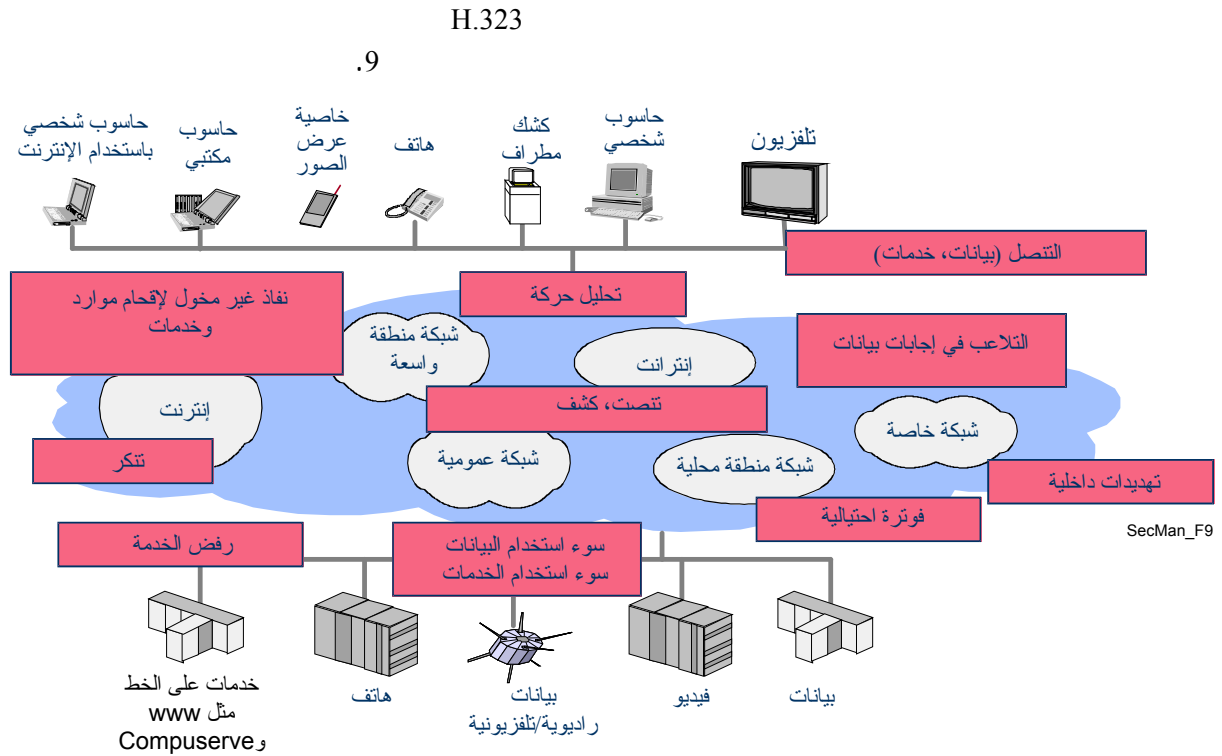 H.323
.9
حاسوب شخصي
باستخدام الإنترنت
حاسوب
مكتبي
خاصية
عرض
الصور
هاتف
كشك
مطراف
حاسوب
شخصي
تلفزيون
التنصل (بيانات، خدمات)
نفاذ غير مخول لإقحام موارد
وخدمات
تحليل حركة
شبكة منطقة
واسعة
إنترانت
التلاعب في إجابات بيانات
إنترنت
تنصت، كشف
شبكة خاصة
تنكر
شبكة عمومية
شبكة منطقة محلية
تهديدات داخلية
فوترة احتيالية
SecMan_F9
رفض الخدمة
سوء استخدام البيانات
سوء استخدام الخدمات
خدمات على الخط
مثل www
وCompuserve
هاتف
بيانات
راديوية/تلفزيونية
فيديو
بيانات